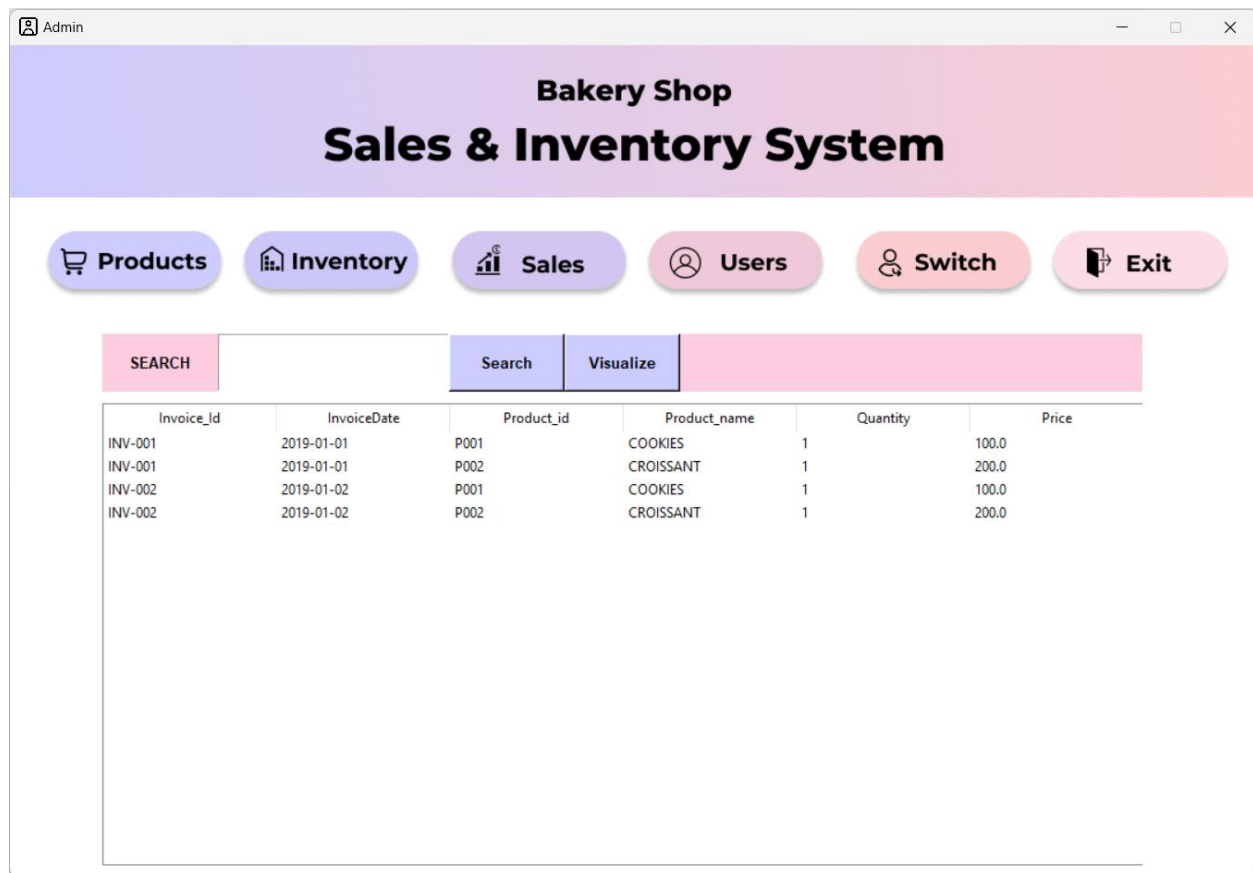 Admin
Bakery Shop
Sales & Inventory System
Products Inventory Sales Users Switch Exit
SEARCH Search Visualize
Invoice_Id InvoiceDate Product_id Product_name Quantity Price
INV-001 2019-01-01 P001 COOKIES 1 100.0
INV-001 2019-01-01 P002 CROISSANT 1 200.0
INV-002 2019-01-02 P001 COOKIES 1 100.0
INV-002 2019-01-02 P002 CROISSANT 1 200.0